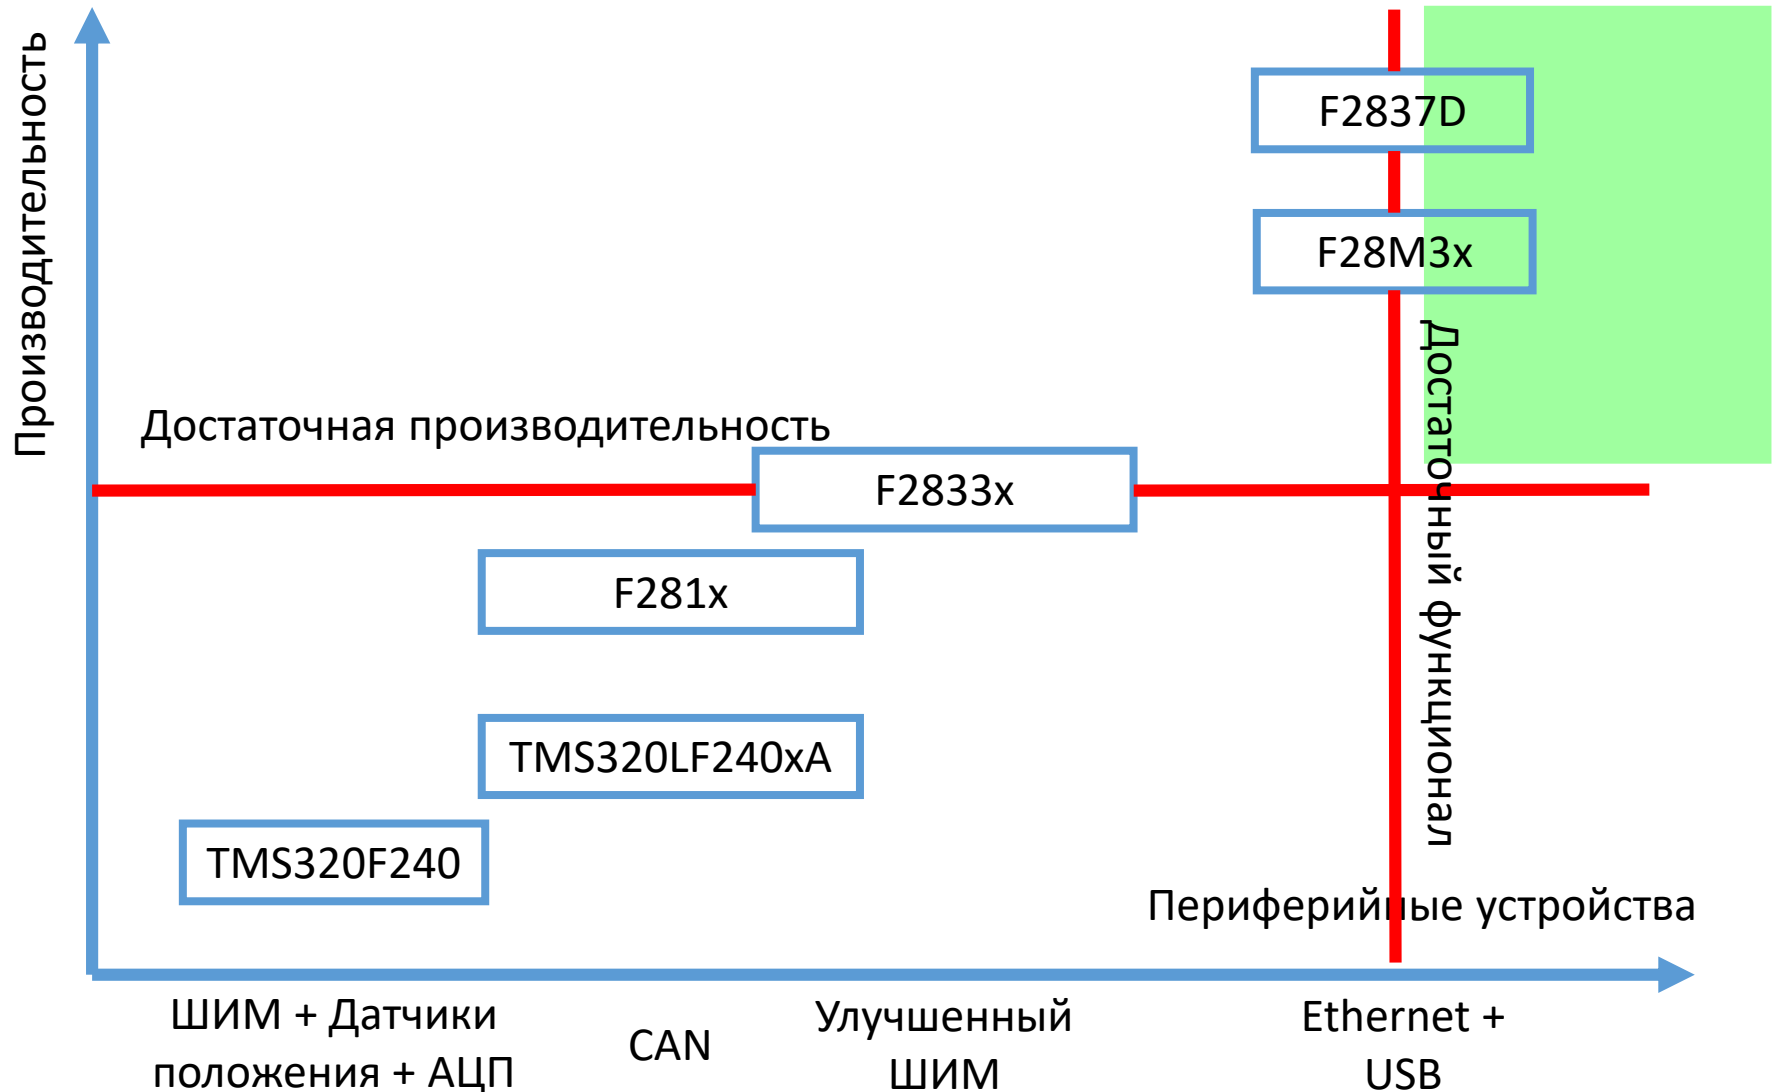 Производительность
F2837D
F28M3x
Достаточный функционал
Достаточная производительность
F2833x
F281x
TMS320LF240xA
TMS320F240
Периферийные устройства
ШИМ + Датчики
положения + АЦП
CAN
Улучшенный
ШИМ
Ethernet +
USB